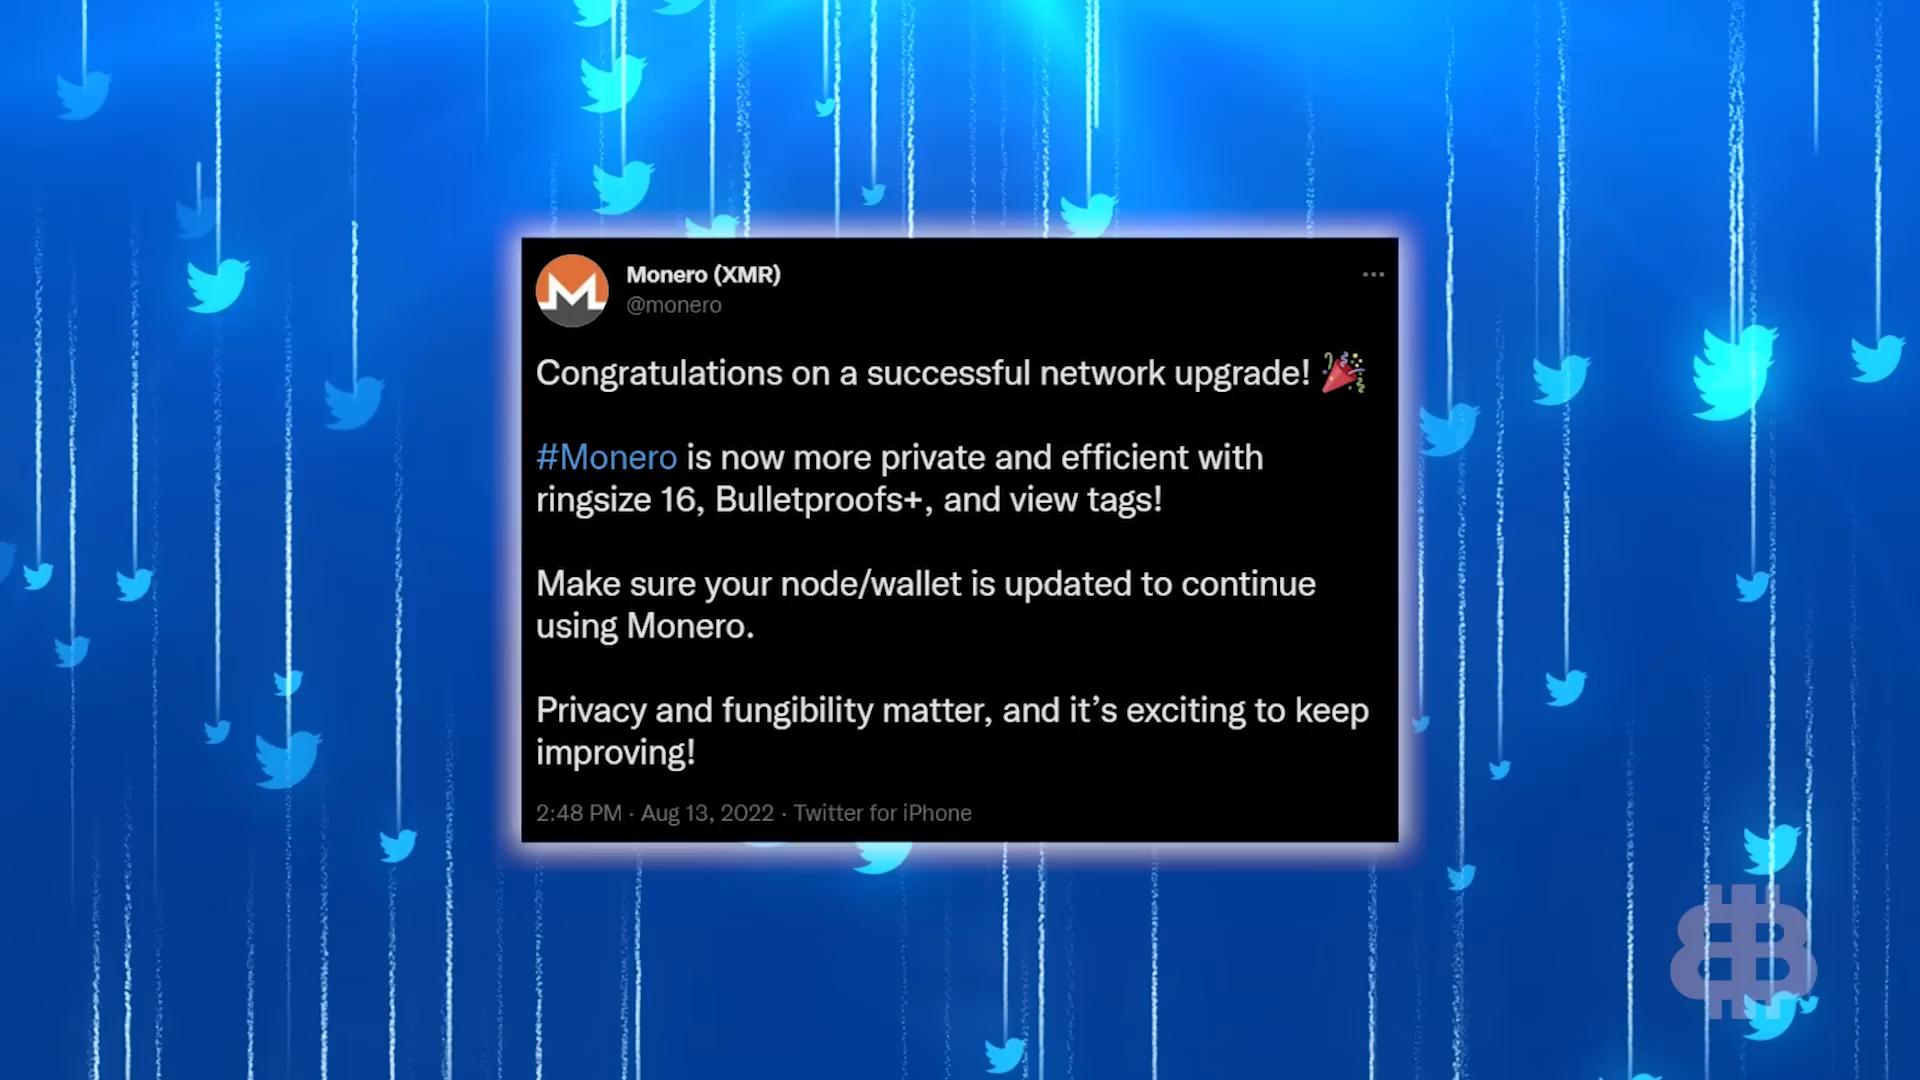 Monero (XMR)
@monero
Congratulations on a successful network upgrade! 🎉
#Monero is now more private and efficient with
ringsize 16, Bulletproofs+, and view tags!
Make sure your node/wallet is updated to continue
using Monero.
Privacy and fungibility matter, and it’s exciting to keep
improving!
2:48 PM · Aug 13, 2022 · Twitter for iPhone